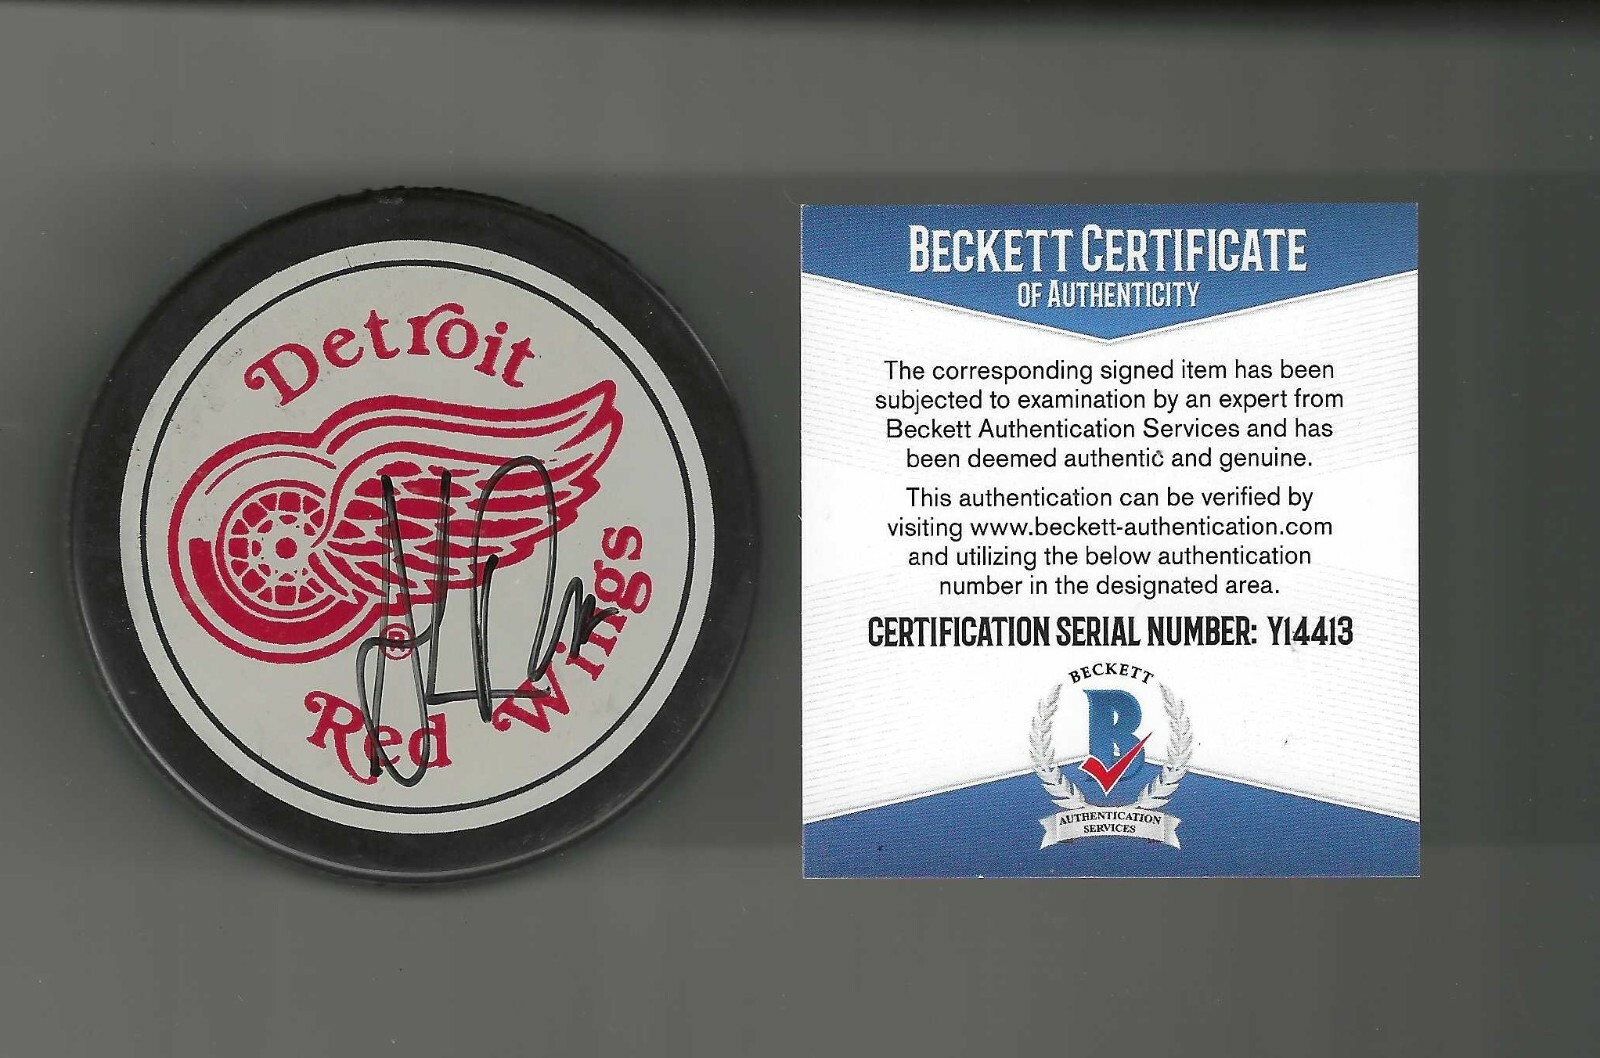 Detroit
®
Red Wings
BECKETT CERTIFICATE
OF AUTHENTICITY
The corresponding signed item has been
subjected to examination by an expert from
Beckett Authentication Services and has
been deemed authentic and genuine.
This authentication can be verified by
visiting www.beckett-authentication.com
and utilizing the below authentication
number in the designated area.
CERTIFICATION SERIAL NUMBER: Y14413
BECKETT
B
AUTHENTICATION
SERVICES